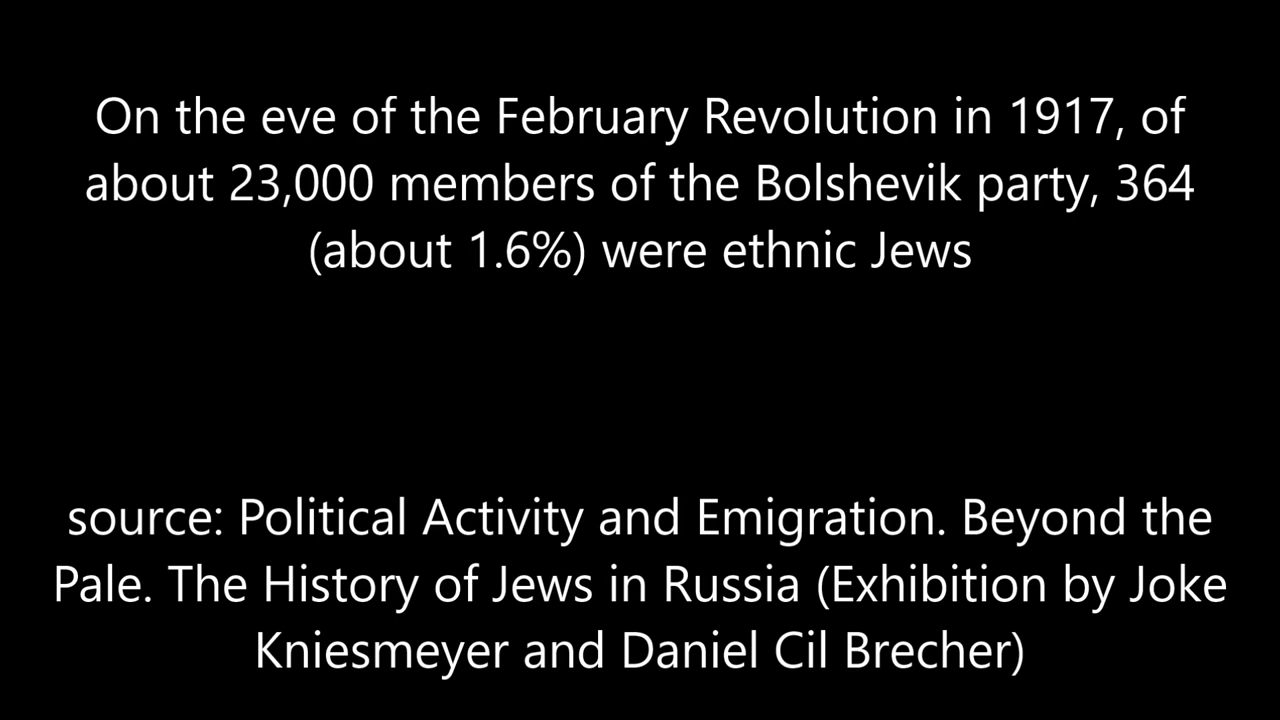 On the eve of the February Revolution in 1917, of
about 23,000 members of the Bolshevik party, 364
(about 1.6%) were ethnic Jews
source: Political Activity and Emigration. Beyond the
Pale. The History of Jews in Russia (Exhibition by Joke
Kniesmeyer and Daniel Cil Brecher)